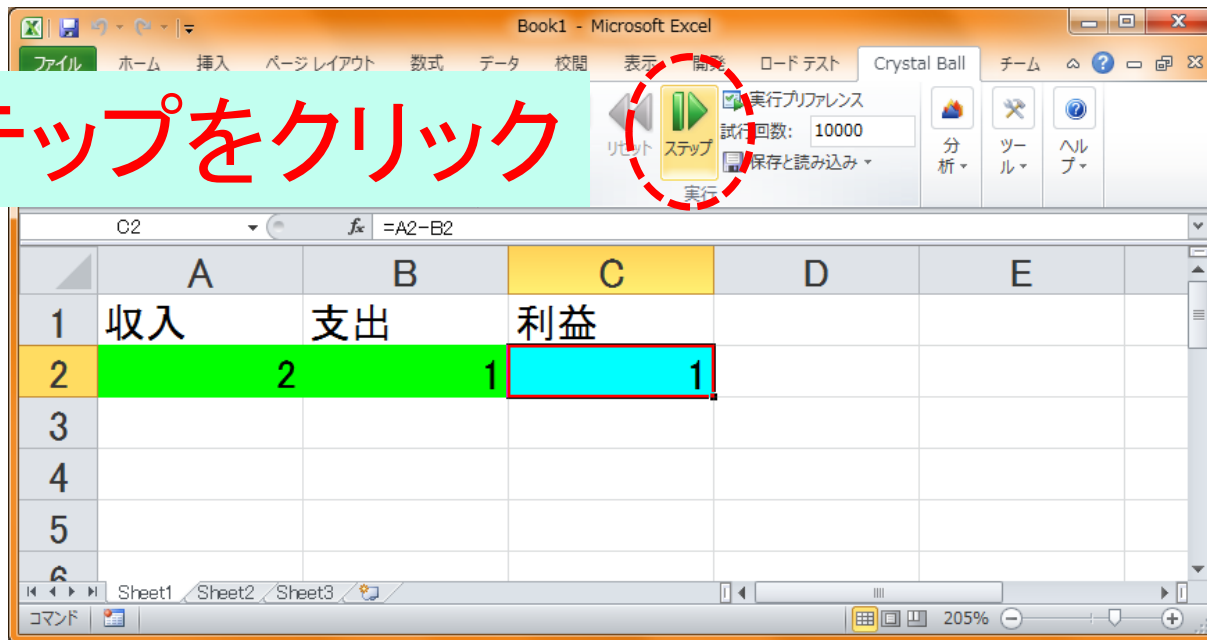 Book1 - Microsoft Excel
ファイル ホーム 挿入 ページ レイアウト 数式 データ 校閲 表示 開発 ロード テスト Crystal Ball チーム
テップをクリック
リセット ステップ
実行プリファレンス
試行回数: 10000
保存と読み込み
実行
分析
ツール
ヘルプ
C2 fx =A2-B2
A B C D E
1 収入 支出 利益
2 2 1 1
3
4
5
6
Sheet1 Sheet2 Sheet3
コマンド 205%